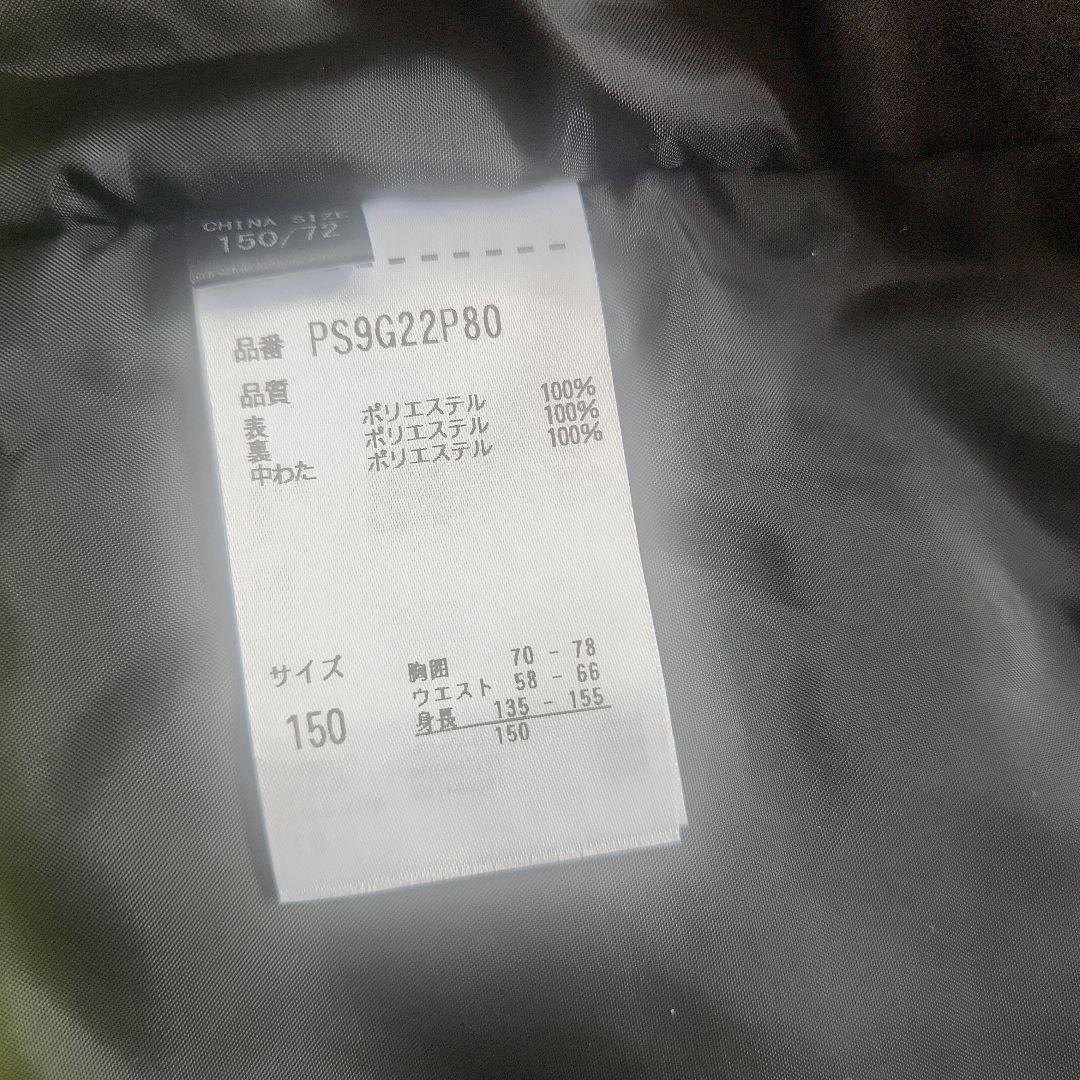 CHINA SIZE
150/72
品番 PS9G22P80
品質
表 ポリエステル 100%
裏 ポリエステル 100%
中わた ポリエステル 100%
サイズ
150
胸囲 70 - 78
ウエスト 58 - 66
身長 135 - 155
150